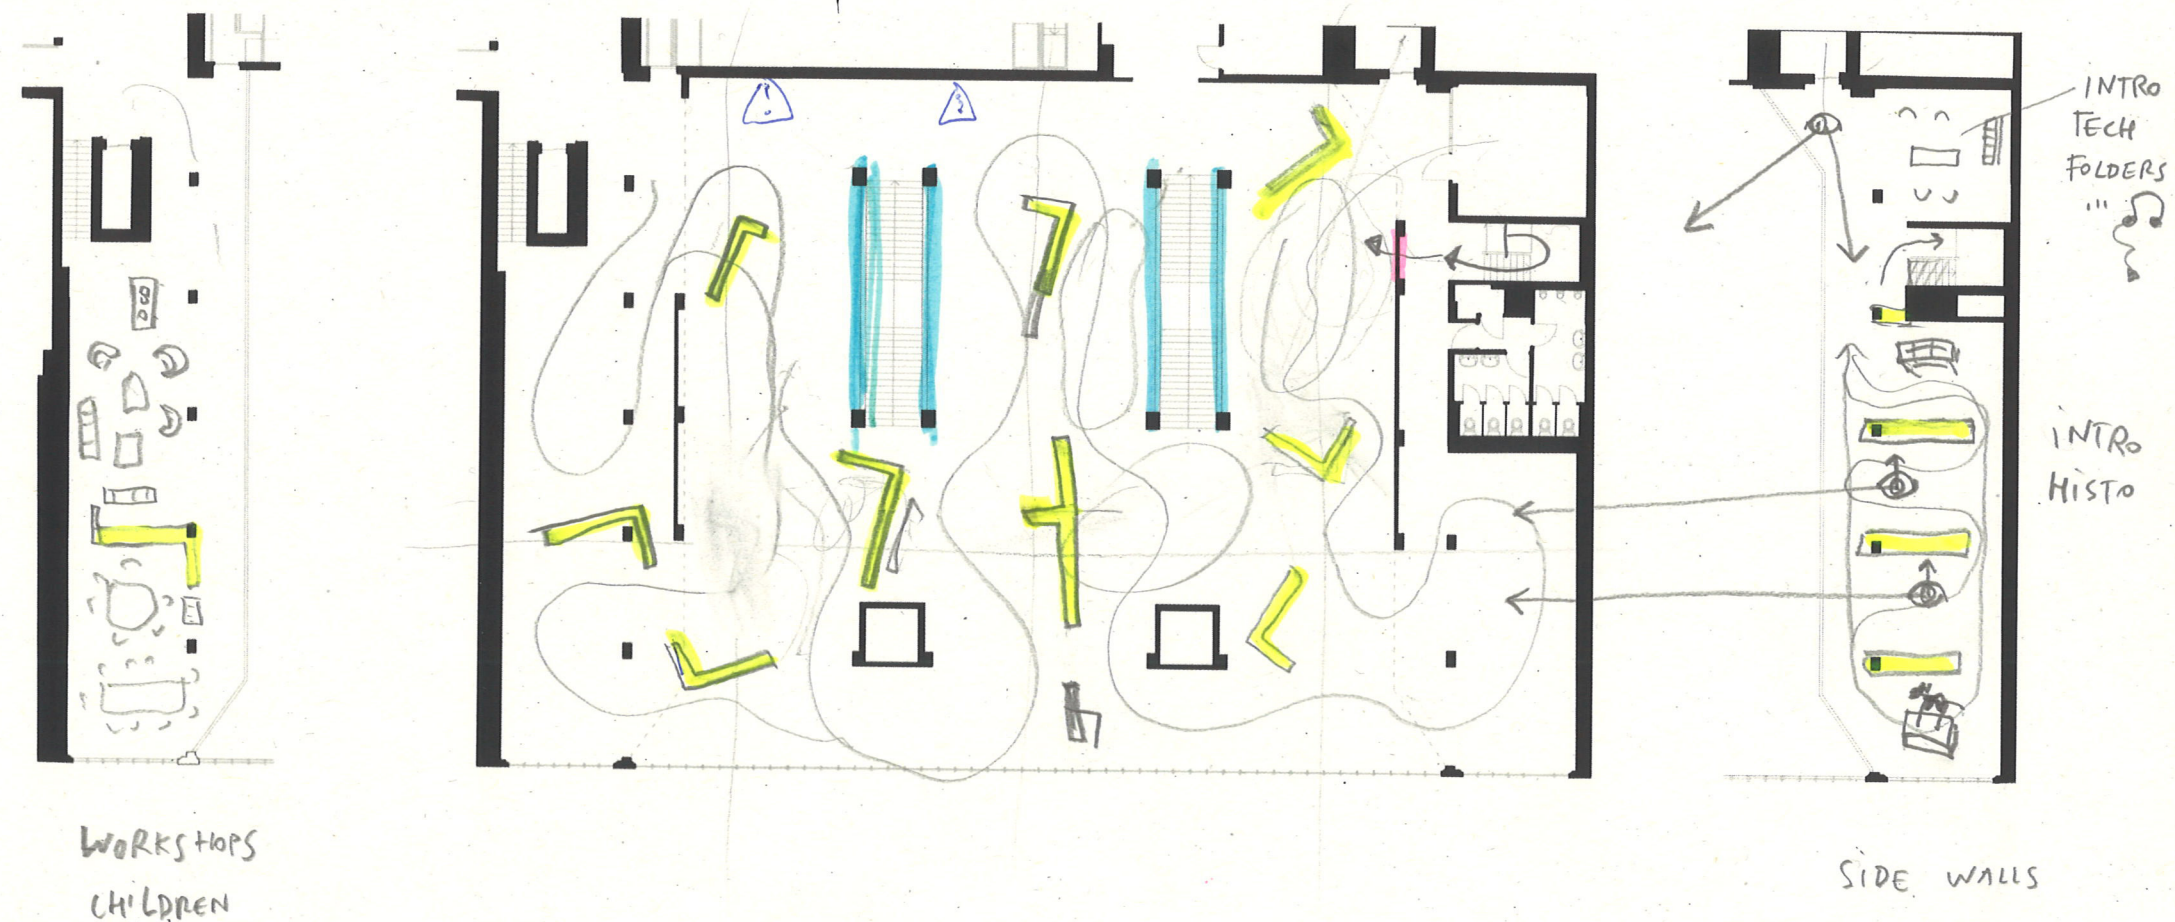 INTRO
TECH
FOLDERS
INTRO
HISTO
WORKSHOPS
CHILDREN
SIDE WALLS